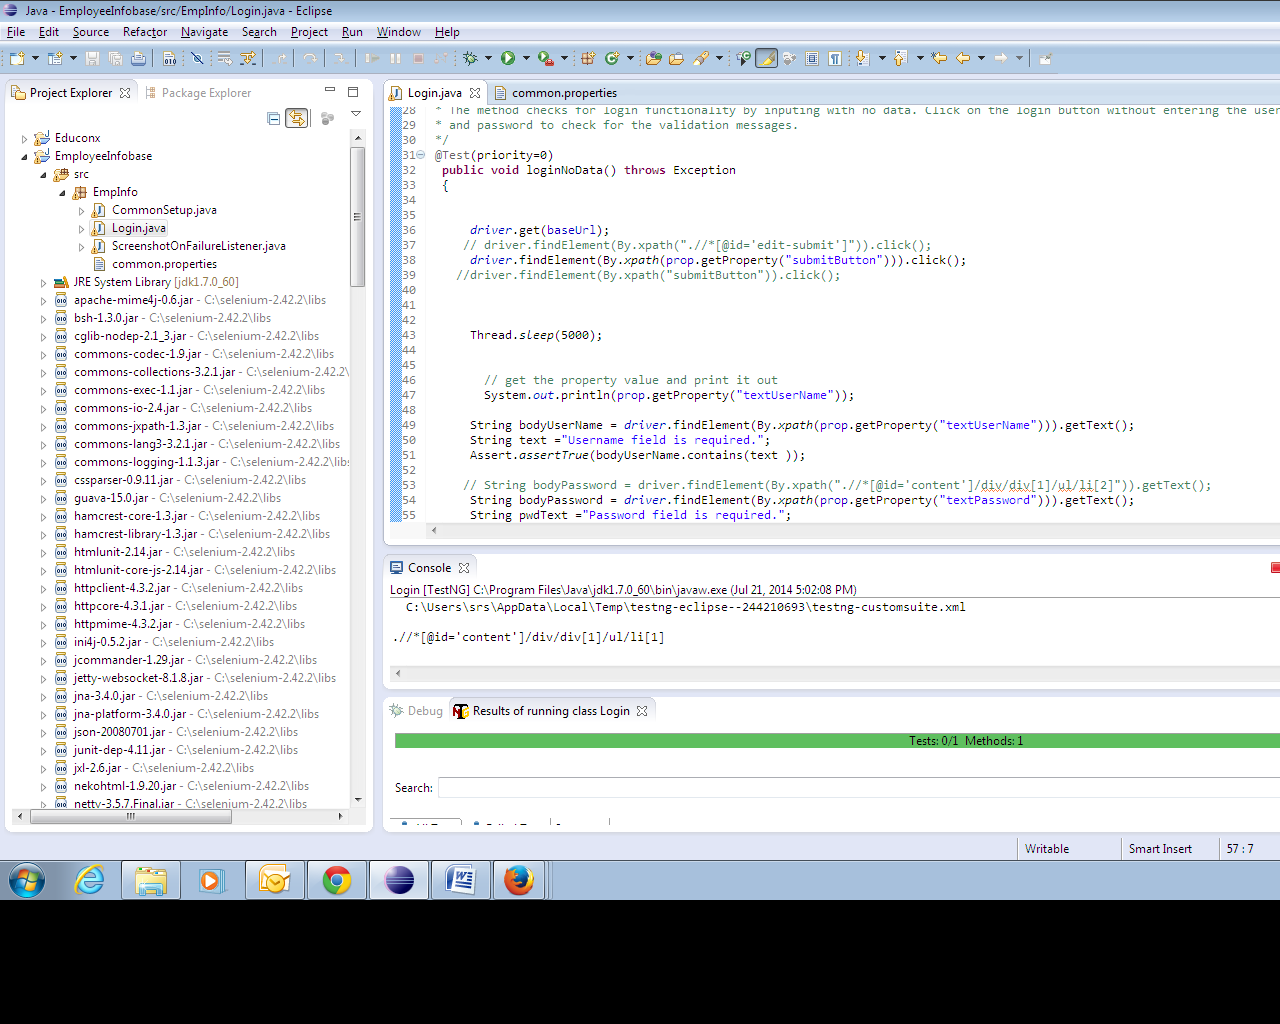 Java - EmployeeInfobase/src/EmpInfo/Login.java - Eclipse
File Edit Source Refactor Navigate Search Project Run Window Help
Project Explorer Package Explorer
Educonx
EmployeeInfobase
src
EmpInfo
CommonSetup.java
Login.java
ScreenshotOnFailureListener.java
common.properties
JRE System Library [jdk1.7.0_60]
apache-mime4j-0.6.jar - C:\selenium-2.42.2\libs
bsh-1.3.0.jar - C:\selenium-2.42.2\libs
cglib-nodep-2.1_3.jar - C:\selenium-2.42.2\libs
commons-codec-1.9.jar - C:\selenium-2.42.2\libs
commons-collections-3.2.1.jar - C:\selenium-2.42.2\
commons-exec-1.1.jar - C:\selenium-2.42.2\libs
commons-io-2.4.jar - C:\selenium-2.42.2\libs
commons-jxpath-1.3.jar - C:\selenium-2.42.2\libs
commons-lang3-3.2.1.jar - C:\selenium-2.42.2\libs
commons-logging-1.1.3.jar - C:\selenium-2.42.2\lib
cssparser-0.9.11.jar - C:\selenium-2.42.2\libs
guava-15.0.jar - C:\selenium-2.42.2\libs
hamcrest-core-1.3.jar - C:\selenium-2.42.2\libs
hamcrest-library-1.3.jar - C:\selenium-2.42.2\libs
htmlunit-2.14.jar - C:\selenium-2.42.2\libs
htmlunit-core-js-2.14.jar - C:\selenium-2.42.2\libs
httpclient-4.3.2.jar - C:\selenium-2.42.2\libs
httpcore-4.3.1.jar - C:\selenium-2.42.2\libs
httpmime-4.3.2.jar - C:\selenium-2.42.2\libs
ini4j-0.5.2.jar - C:\selenium-2.42.2\libs
jcommander-1.29.jar - C:\selenium-2.42.2\libs
jetty-websocket-8.1.8.jar - C:\selenium-2.42.2\libs
jna-3.4.0.jar - C:\selenium-2.42.2\libs
jna-platform-3.4.0.jar - C:\selenium-2.42.2\libs
json-20080701.jar - C:\selenium-2.42.2\libs
junit-dep-4.11.jar - C:\selenium-2.42.2\libs
jxl-2.6.jar - C:\selenium-2.42.2\libs
nekohtml-1.9.20.jar - C:\selenium-2.42.2\libs
netty-3.5.7.Final.jar - C:\selenium-2.42.2\libs
Login.java common.properties
28 * The method checks for login functionality by inputing with no data. Click on the login button without entering the user
29 * and password to check for the validation messages.
30 */
31 @Test(priority=0)
32 public void loginNoData() throws Exception
33 {
34
35
36 driver.get(baseUrl);
37 // driver.findElement(By.xpath(".//*[@id='edit-submit']")).click();
38 driver.findElement(By.xpath(prop.getProperty("submitButton"))).click();
39 //driver.findElement(By.xpath("submitButton")).click();
40
41
42
43 Thread.sleep(5000);
44
45
46 // get the property value and print it out
47 System.out.println(prop.getProperty("textUserName"));
48
49 String bodyUserName = driver.findElement(By.xpath(prop.getProperty("textUserName"))).getText();
50 String text ="Username field is required.";
51 Assert.assertTrue(bodyUserName.contains(text ));
52
53 // String bodyPassword = driver.findElement(By.xpath(".//*[@id='content']/div/div[1]/ul/li[2]")).getText();
54 String bodyPassword = driver.findElement(By.xpath(prop.getProperty("textPassword"))).getText();
55 String pwdText ="Password field is required.";
Console
Login [TestNG] C:\Program Files\Java\jdk1.7.0_60\bin\javaw.exe (Jul 21, 2014 5:02:08 PM)
C:\Users\srs\AppData\Local\Temp\testng-eclipse--244210693\testng-customsuite.xml
.//*[@id='content']/div/div[1]/ul/li[1]
Debug Results of running class Login
Tests: 0/1 Methods: 1
Search:
Writable Smart Insert 57 : 7